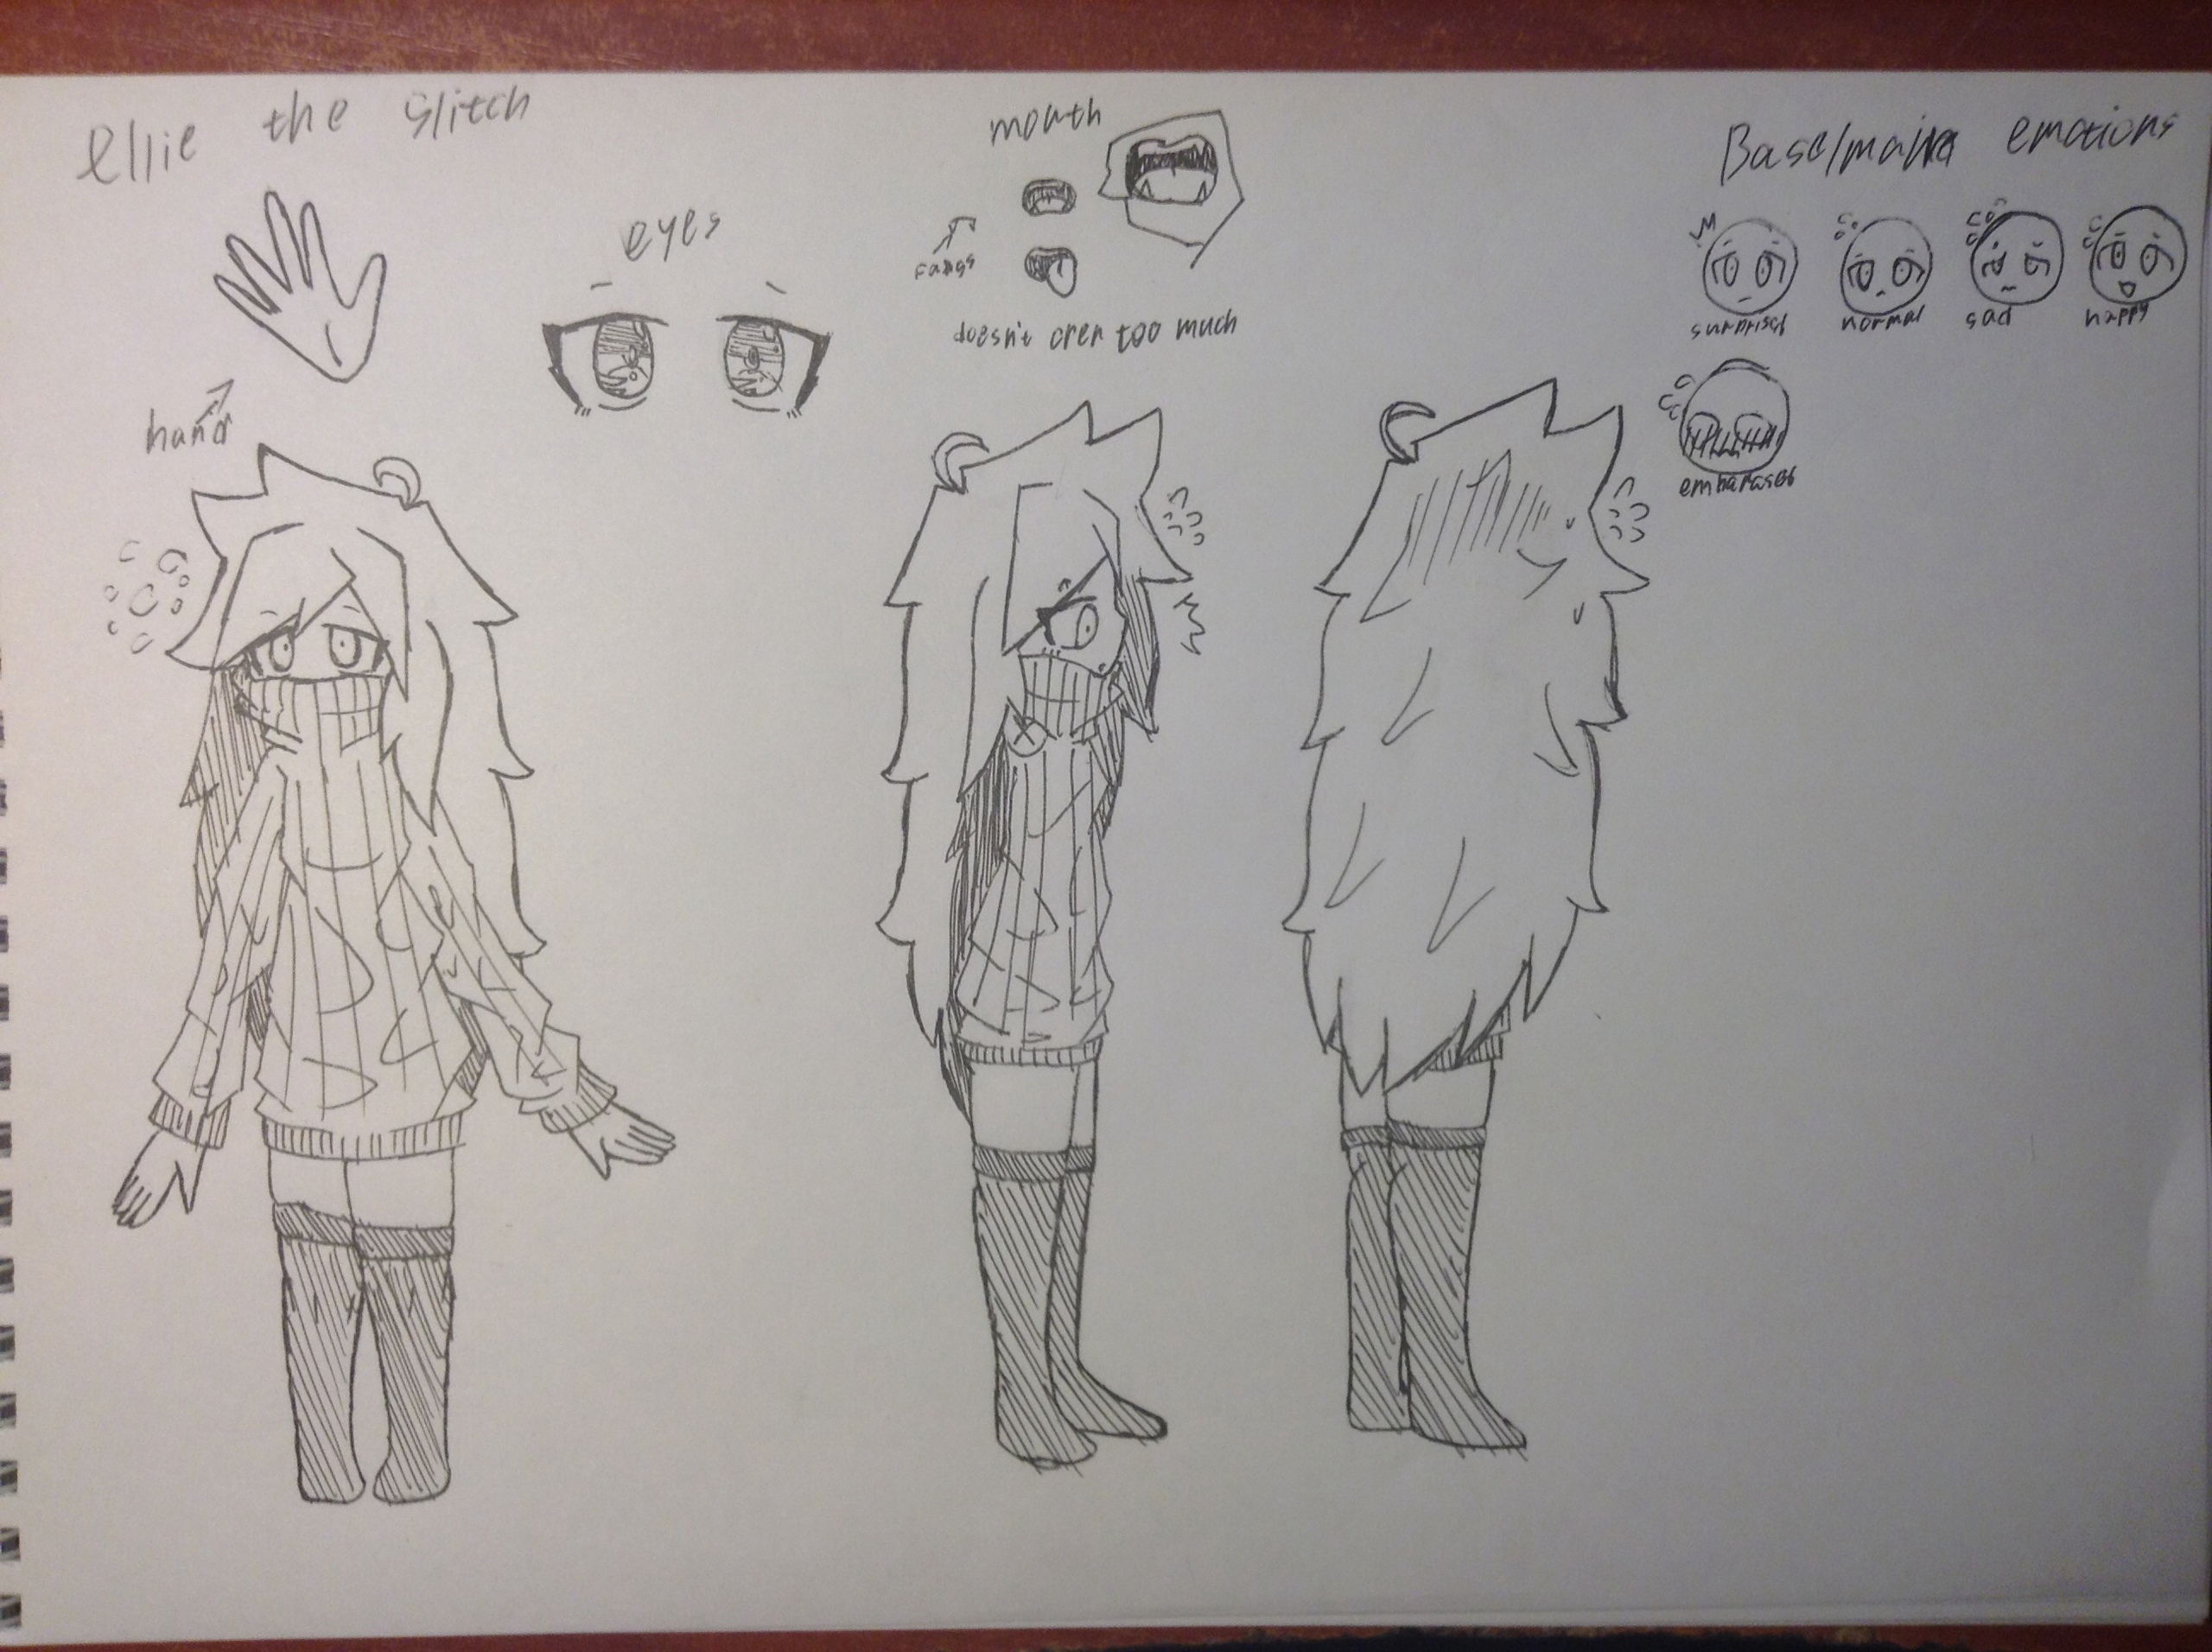 Ellie the Glitch
hand
eyes
mouth
fangs
doesn't open too much
Base/main emotions
surprised normal sad happy
embarased